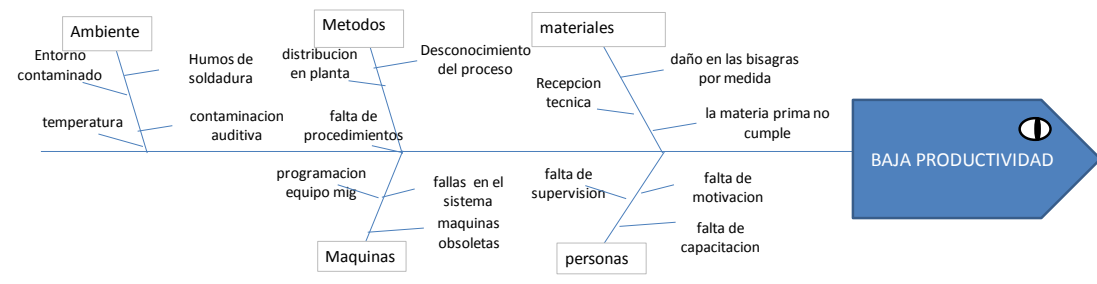 Ambiente
Entorno
contaminado
Humos de
soldadura
temperatura
contaminacion
auditiva
Metodos
distribucion
en planta
Desconocimiento
del proceso
falta de
procedimientos
materiales
daño en las bisagras
por medida
Recepcion
tecnica
la materia prima no
cumple
BAJA PRODUCTIVIDAD
programacion
equipo mig
fallas en el
sistema
maquinas
obsoletas
Maquinas
falta de
supervision
falta de
motivacion
falta de
capacitacion
personas